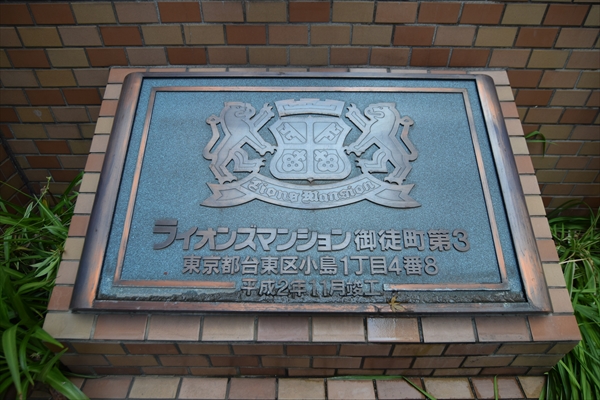 Lions Mansion
ライオンズマンション御徒町第3
東京都台東区小島1丁目4番8
平成2年11月竣工